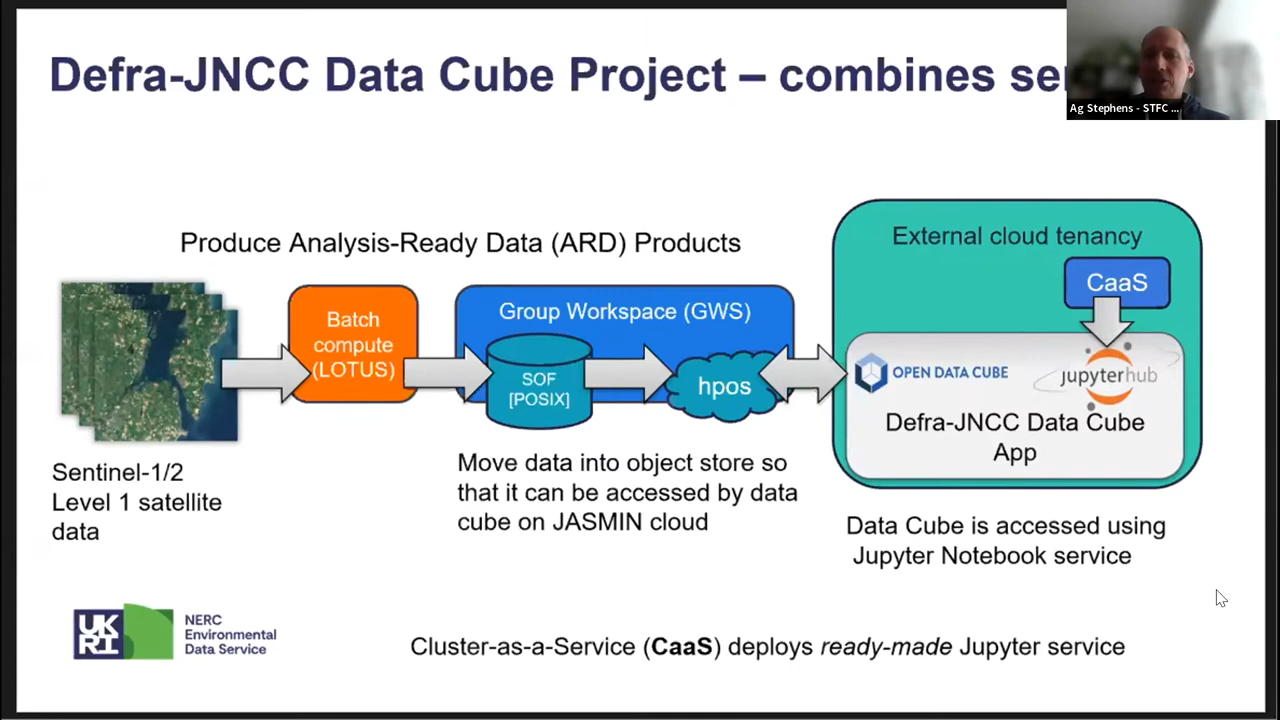 Defra-JNCC Data Cube Project – combines
Ag Stephens - STFC ...
External cloud tenancy
Produce Analysis-Ready Data (ARD) Products
CaaS
Batch
compute
(LOTUS)
Group Workspace (GWS)
SOF
[POSIX]
hpos
OPEN DATA CUBE
jupyterhub
Defra-JNCC Data Cube
App
Sentinel-1/2
Level 1 satellite
data
Move data into object store so
that it can be accessed by data
cube on JASMIN cloud
Data Cube is accessed using
Jupyter Notebook service
UKRI
NERC
Environmental
Data Service
Cluster-as-a-Service (CaaS) deploys ready-made Jupyter service